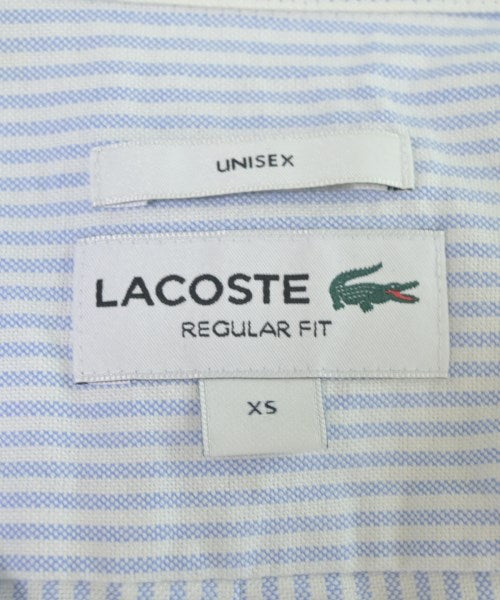 UNISEX
LACOSTE
REGULAR FIT
XS